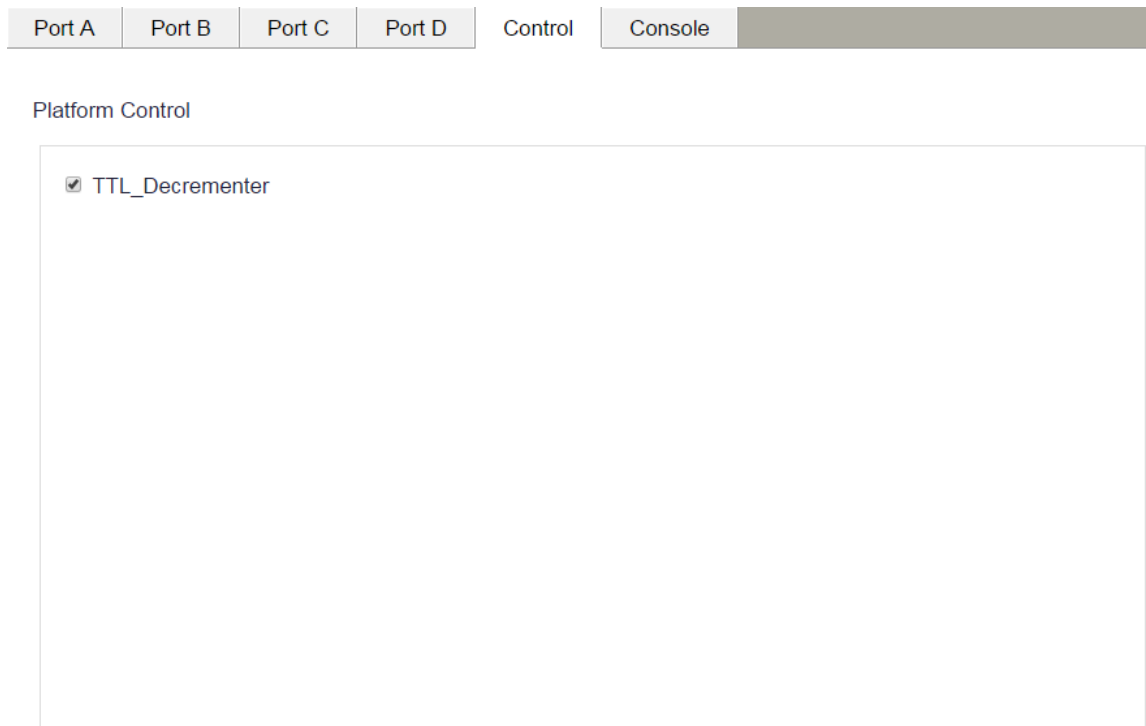 Port A Port B Port C Port D Control Console
Platform Control
TTL_Decrementer